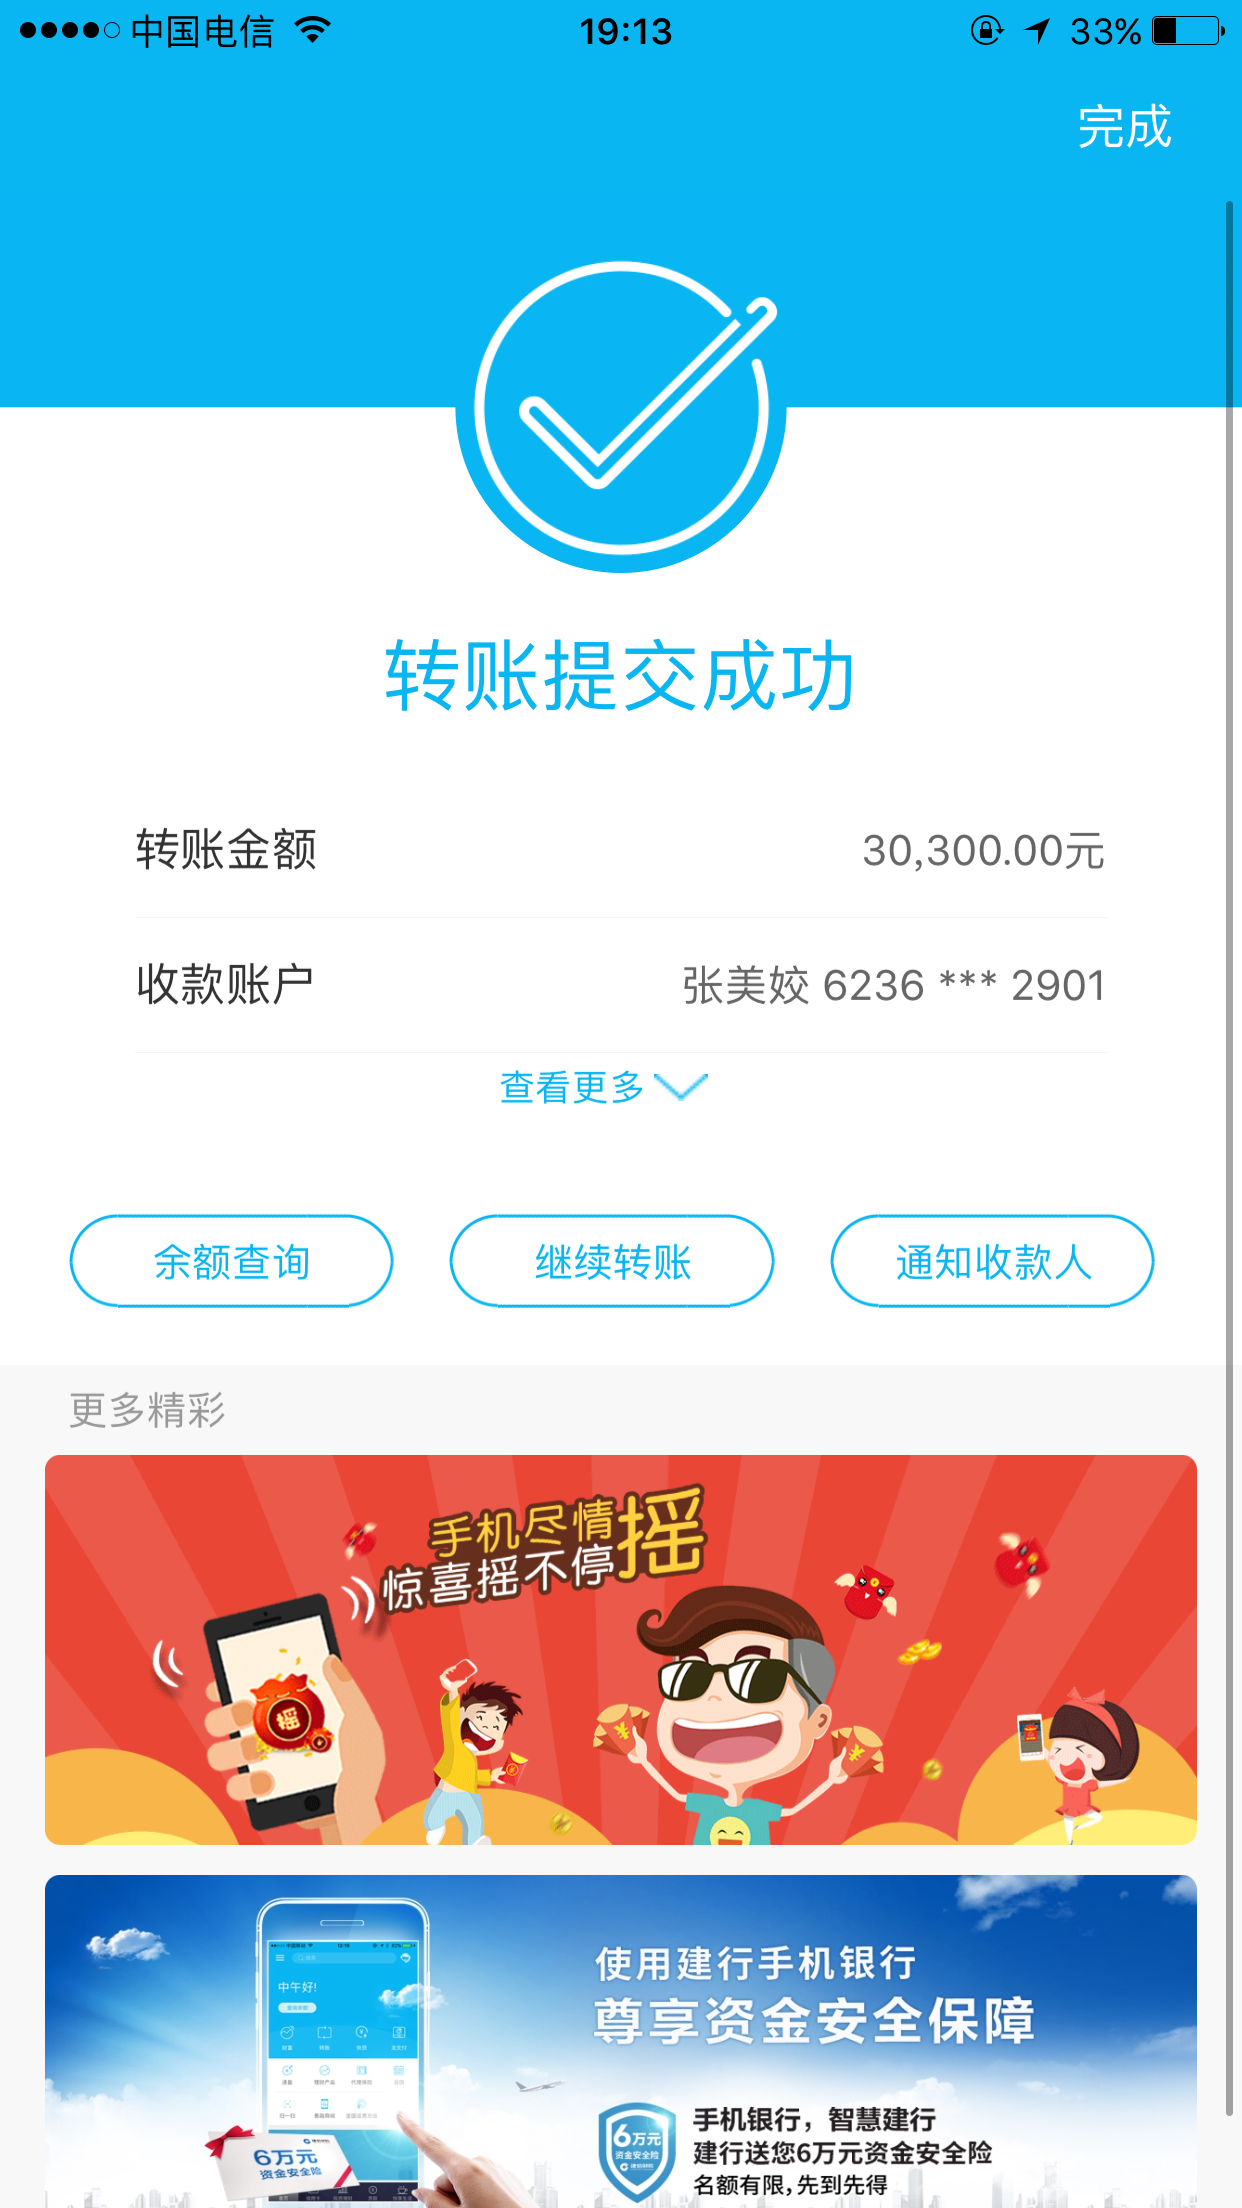 中国电信
19:13
33%
完成
转账提交成功
转账金额
30,300.00元
收款账户
张美姣 6236 *** 2901
查看更多
余额查询
继续转账
通知收款人
更多精彩
手机尽情摇
惊喜摇不停
摇
使用建行手机银行
尊享资金安全保障
中午好!
6万元
资金安全险
6万元
资金安全险
手机银行，智慧建行
建行送您6万元资金安全险
名额有限，先到先得